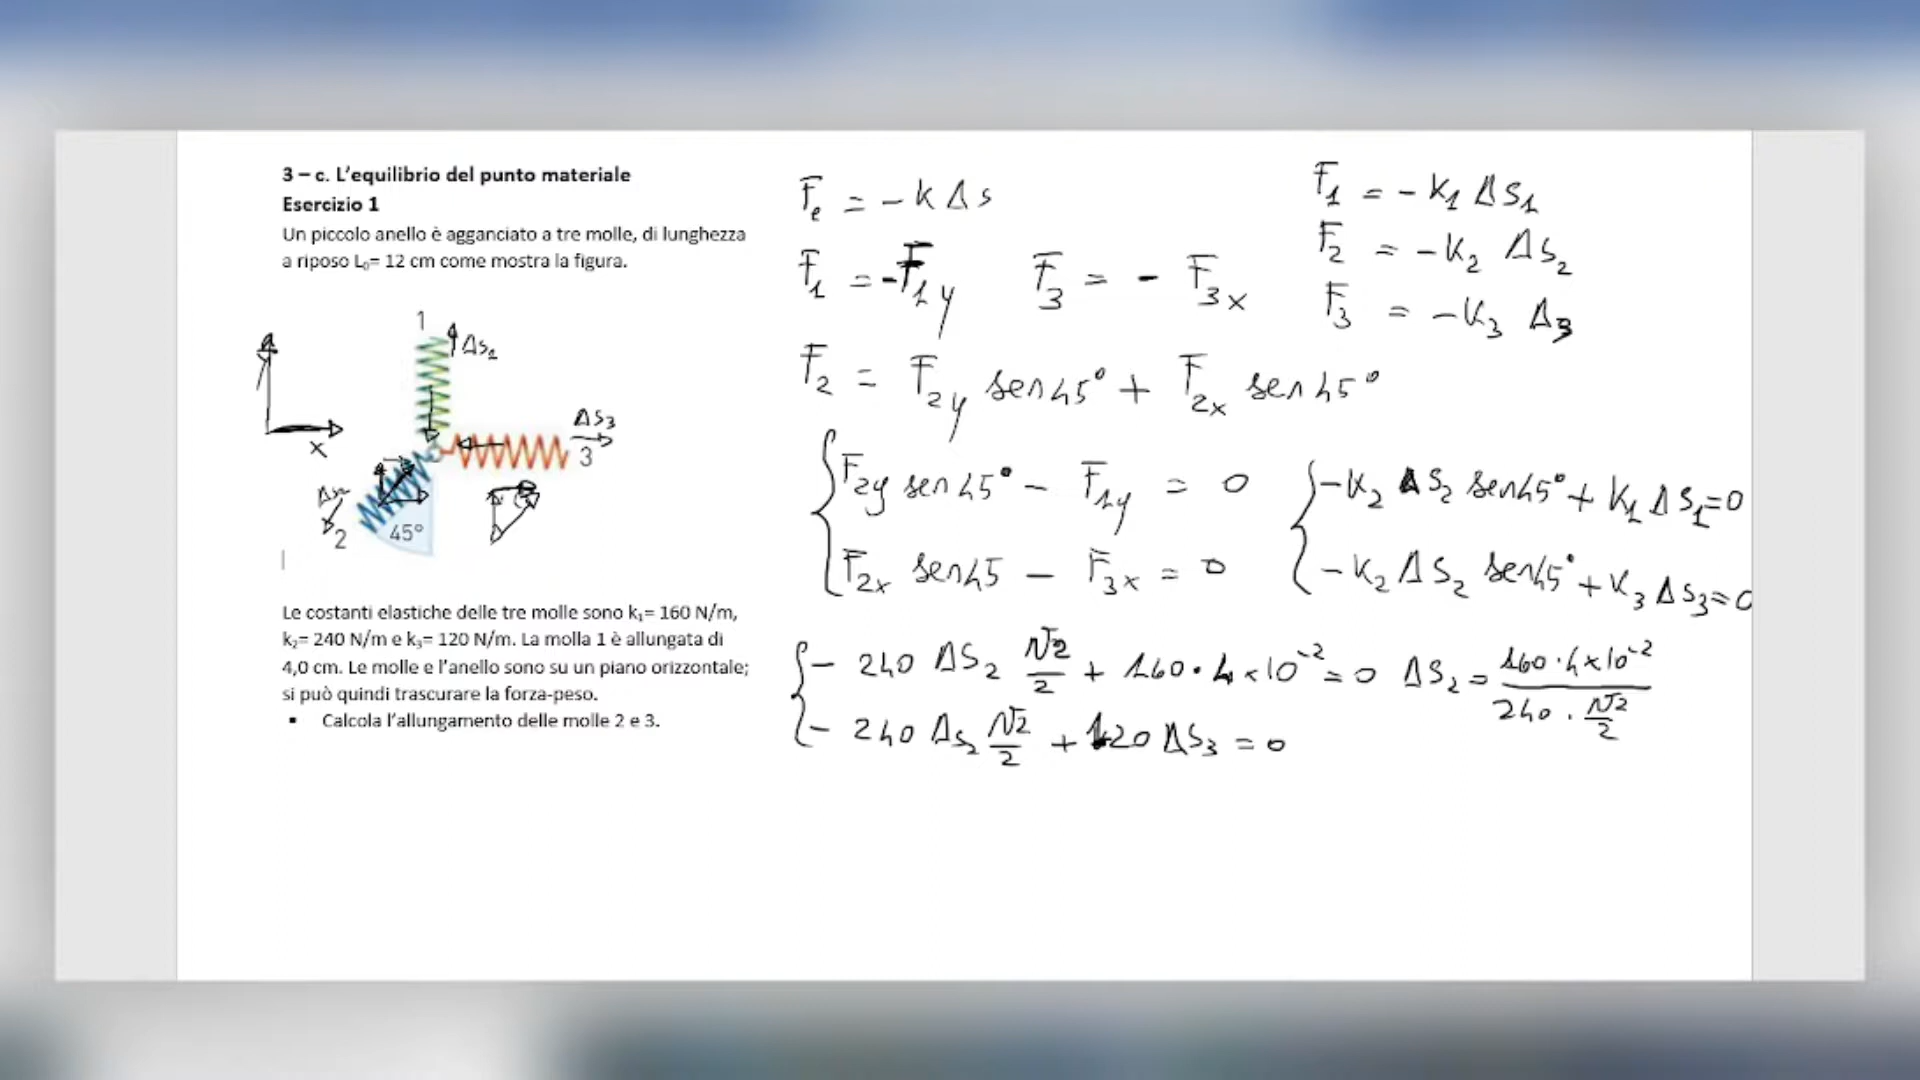 3 – c. L'equilibrio del punto materiale
Esercizio 1
Un piccolo anello è agganciato a tre molle, di lunghezza
a riposo L₀= 12 cm come mostra la figura.
1
ΔS₁
x
ΔS₃
3
2
45°
Le costanti elastiche delle tre molle sono k₁= 160 N/m,
k₂= 240 N/m e k₃= 120 N/m. La molla 1 è allungata di
4,0 cm. Le molle e l'anello sono su un piano orizzontale;
si può quindi trascurare la forza-peso.
▪ Calcola l'allungamento delle molle 2 e 3.
Fₑ = - K Δs
F₁ = -F₁y F₃ = - F₃x
F₂ = F₂y sen45° + F₂x sen45°
F₂y sen45° - F₁y = 0
F₂x sen45 - F₃x = 0
F₁ = - K₁ ΔS₁
F₂ = - K₂ ΔS₂
F₃ = - K₃ Δ₃
-K₂ ΔS₂ sen45° + K₁ ΔS₁=0
-K₂ ΔS₂ sen45° + K₃ ΔS₃=0
- 240 ΔS₂ √2/2 + 160·4×10⁻² = 0 ΔS₂ = 160·4×10⁻² / 240·√2/2
- 240 ΔS₂ √2/2 + 120 ΔS₃ = 0